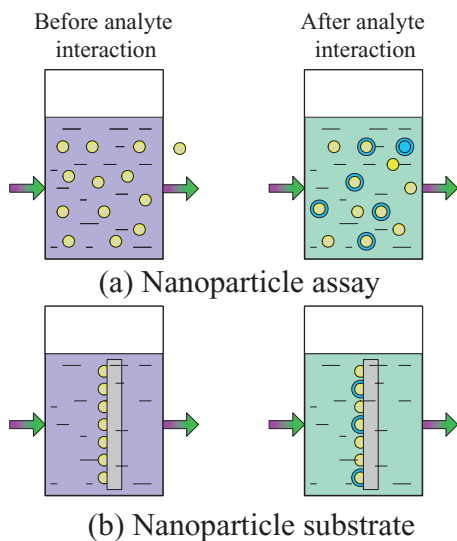 Before analyte
interaction
After analyte
interaction
(a) Nanoparticle assay
(b) Nanoparticle substrate